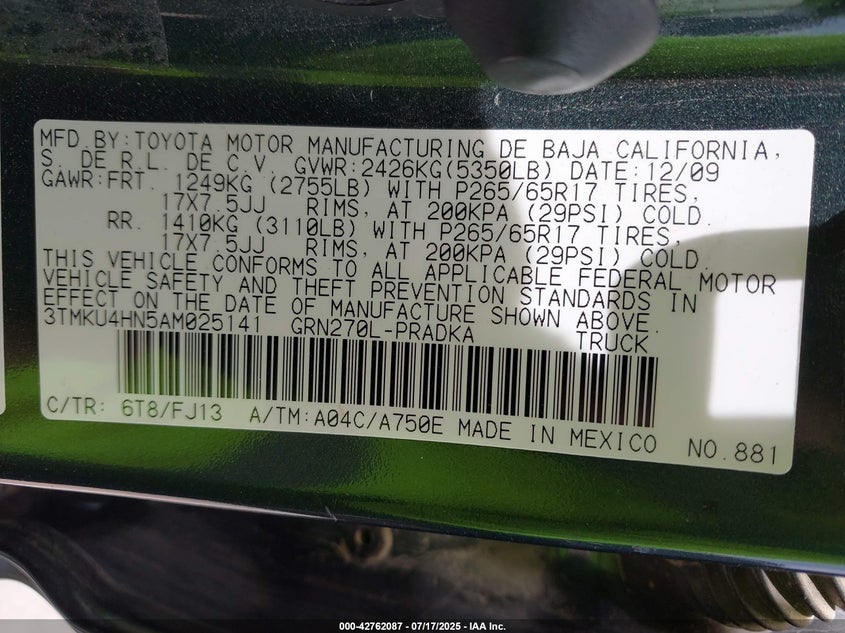 MFD.BY:TOYOTA MOTOR MANUFACTURING DE BAJA CALIFORNIA,
S. DE R.L. DE C.V. GVWR:2426KG(5350LB) DATE:12/09
GAWR:FRT. 1249KG (2755LB) WITH P265/65R17 TIRES,
17X7.5JJ RIMS, AT 200KPA (29PSI) COLD.
RR. 1410KG (3110LB) WITH P265/65R17 TIRES,
17X7.5JJ RIMS, AT 200KPA (29PSI) COLD.
THIS VEHICLE CONFORMS TO ALL APPLICABLE FEDERAL MOTOR
VEHICLE SAFETY AND THEFT PREVENTION STANDARDS IN
EFFECT ON THE DATE OF MANUFACTURE SHOWN ABOVE.
3TMKU4HN5AM025141 GRN270L-PRADKA TRUCK
C/TR: 6T8/FJ13 A/TM:A04C/A750E MADE IN MEXICO NO.881
000-42762087 - 07/17/2025 - IAA Inc.